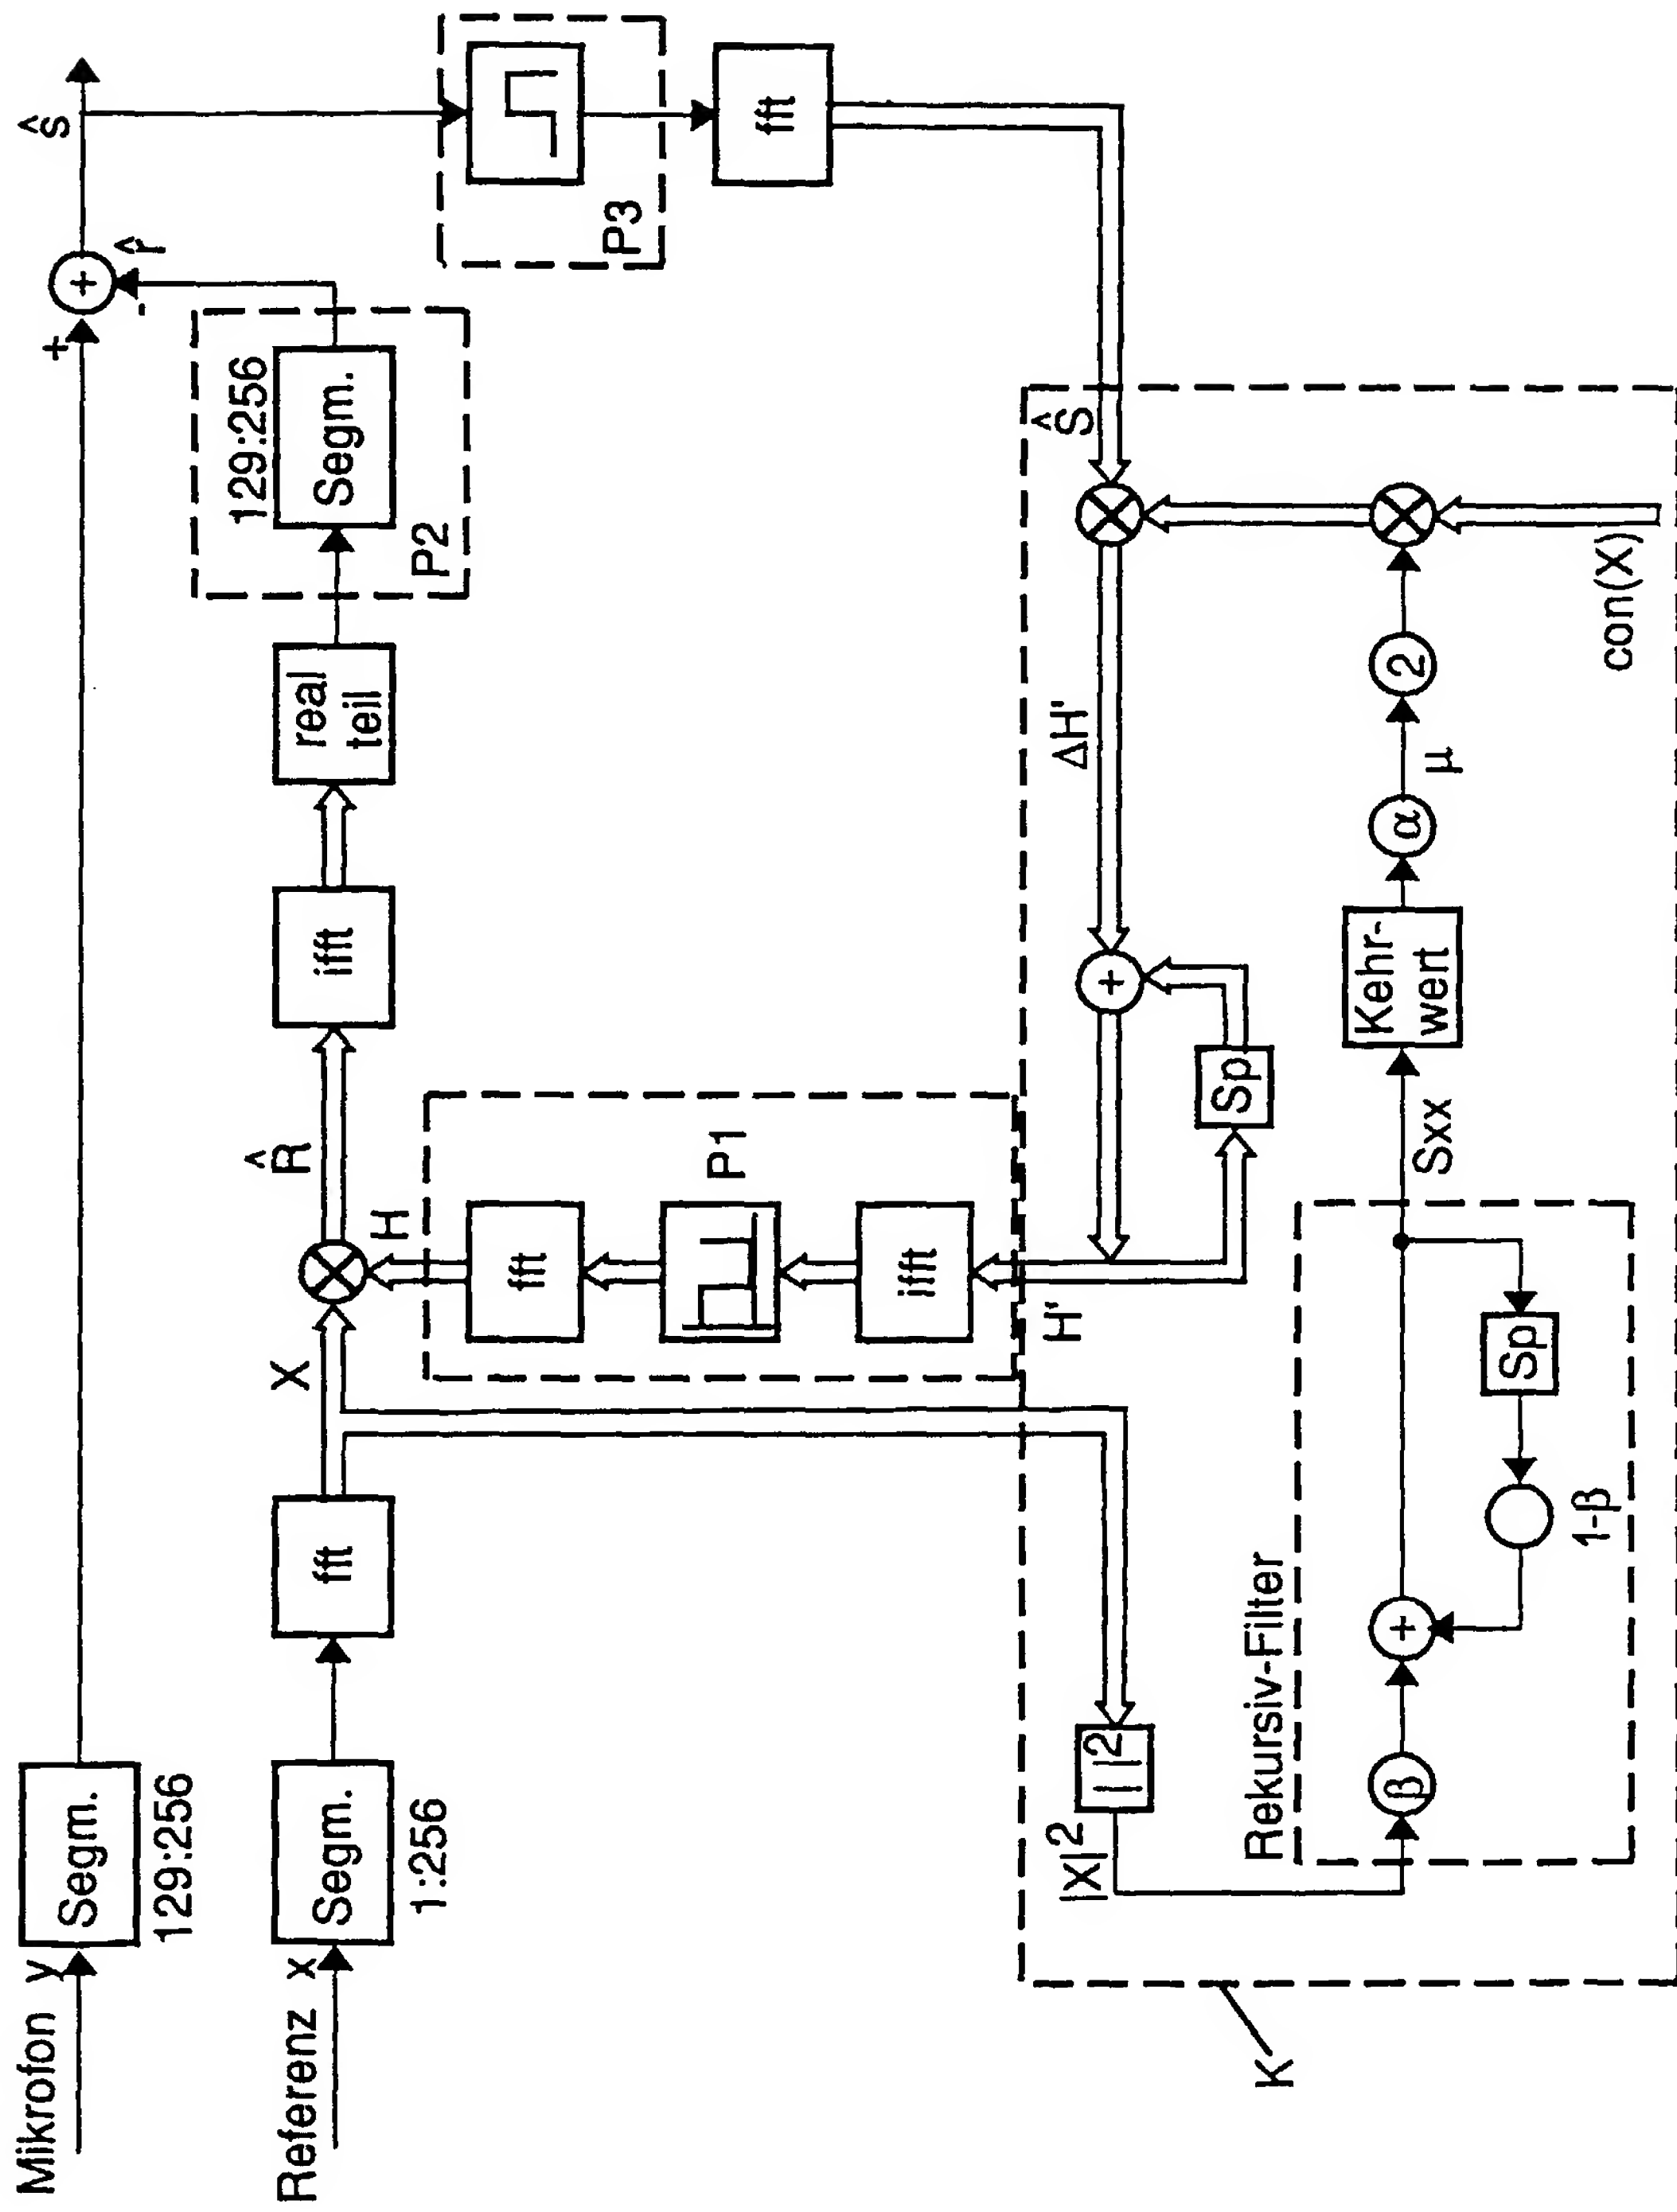 Mikrofon y
Segm.
129:256
+
+
-
r̂
ŝ
Referenz x
Segm.
1:256
fft
X
H
R̂
ifft
real
teil
129:256
Segm.
P2
P3
fft
fft
P1
ifft
H'
ΔH'
Ŝ
+
Sp
| |²
|X|²
Rekursiv-Filter
β
+
Sp
1-β
Sxx
Kehr-
wert
α
μ
2
con(X)
K